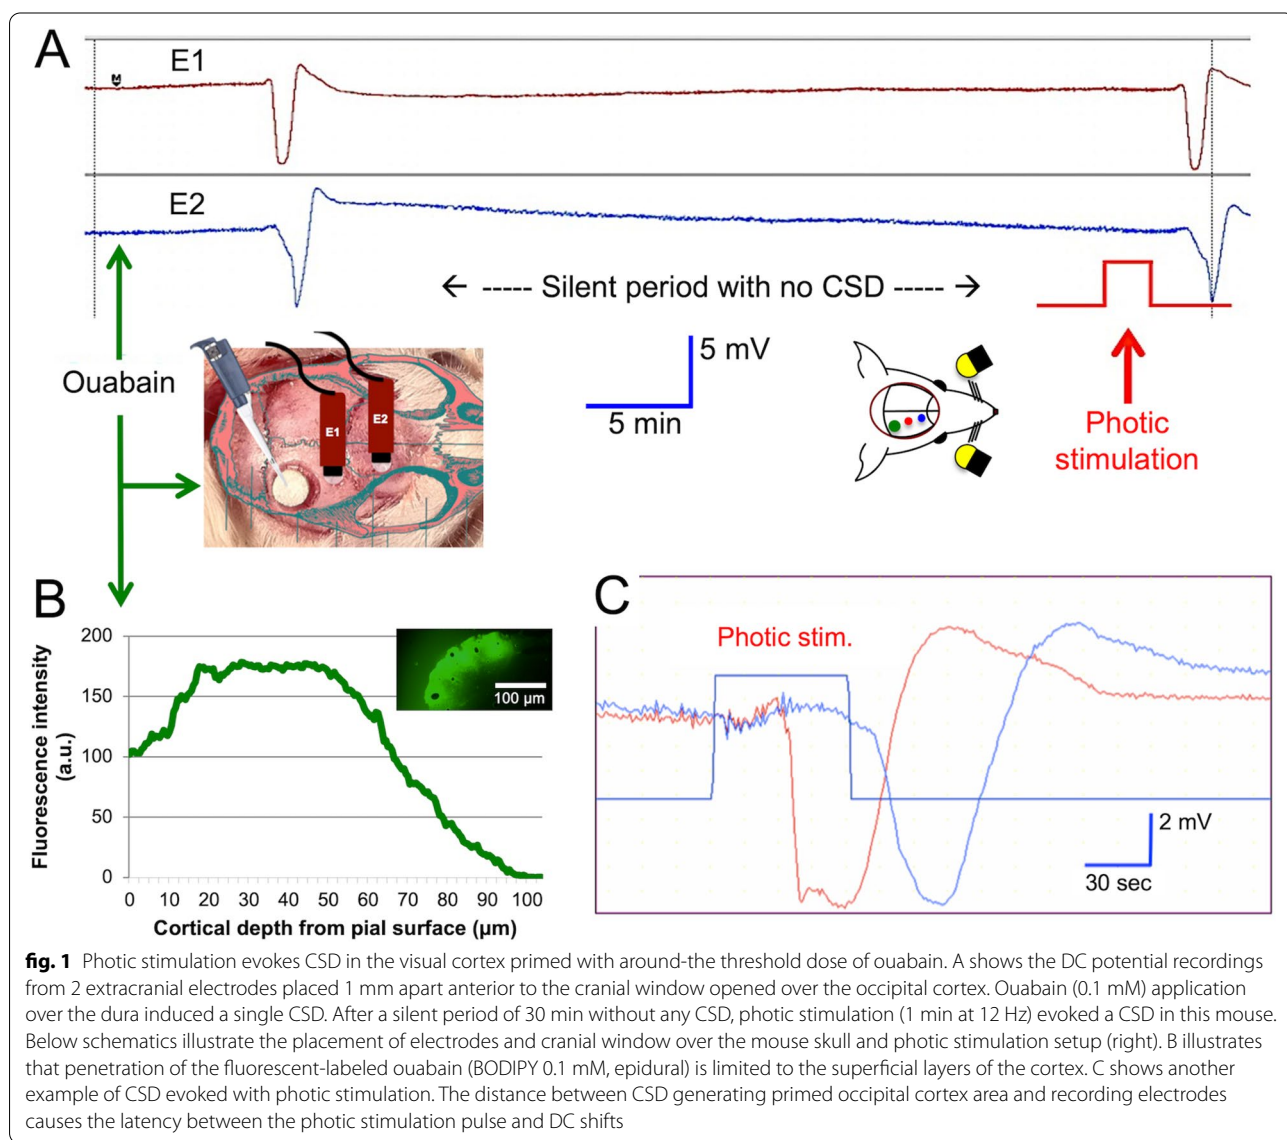 A
E1
E2
← ----- Silent period with no CSD ----- →
Ouabain
E1
E2
5 mV
5 min
Photic
stimulation
B
Fluorescence intensity
(a.u.)
200
150
100
50
0
0 10 20 30 40 50 60 70 80 90 100
Cortical depth from pial surface (µm)
100 µm
C
Photic stim.
2 mV
30 sec
fig. 1 Photic stimulation evokes CSD in the visual cortex primed with around-the threshold dose of ouabain. A shows the DC potential recordings
from 2 extracranial electrodes placed 1 mm apart anterior to the cranial window opened over the occipital cortex. Ouabain (0.1 mM) application
over the dura induced a single CSD. After a silent period of 30 min without any CSD, photic stimulation (1 min at 12 Hz) evoked a CSD in this mouse.
Below schematics illustrate the placement of electrodes and cranial window over the mouse skull and photic stimulation setup (right). B illustrates
that penetration of the fluorescent-labeled ouabain (BODIPY 0.1 mM, epidural) is limited to the superficial layers of the cortex. C shows another
example of CSD evoked with photic stimulation. The distance between CSD generating primed occipital cortex area and recording electrodes
causes the latency between the photic stimulation pulse and DC shifts